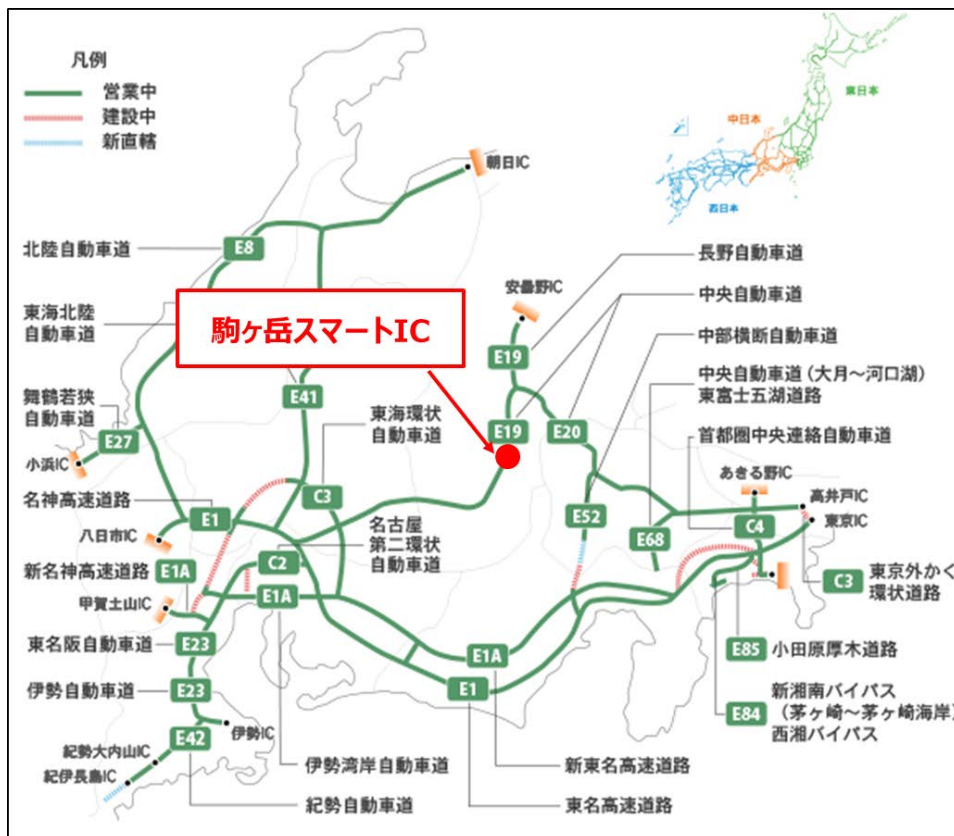 凡例
営業中
建設中
新直轄
東日本
中日本
西日本
朝日IC
北陸自動車道
E8
長野自動車道
安曇野IC
中央自動車道
東海北陸
自動車道
駒ヶ岳スマートIC
中部横断自動車道
E19
E41
中央自動車道(大月～河口湖)
東富士五湖道路
舞鶴若狭
自動車道
東海環状
自動車道
E19
E20
首都圏中央連絡自動車道
E27
小浜IC
あきる野IC
高井戸IC
名神高速道路
C3
E1
E52
C4
東京IC
八日市IC
名古屋
第二環状
自動車道
E68
新名神高速道路
E1A
C2
E1A
C3
東京外かく
環状道路
甲賀土山IC
東名阪自動車道
E23
E1A
E85
小田原厚木道路
伊勢自動車道
E23
E1
E84
新湘南バイパス
(茅ヶ崎～茅ヶ崎海岸)
西湘バイパス
E42
伊勢IC
紀勢大内山IC
紀伊長島IC
伊勢湾岸自動車道
新東名高速道路
紀勢自動車道
東名高速道路